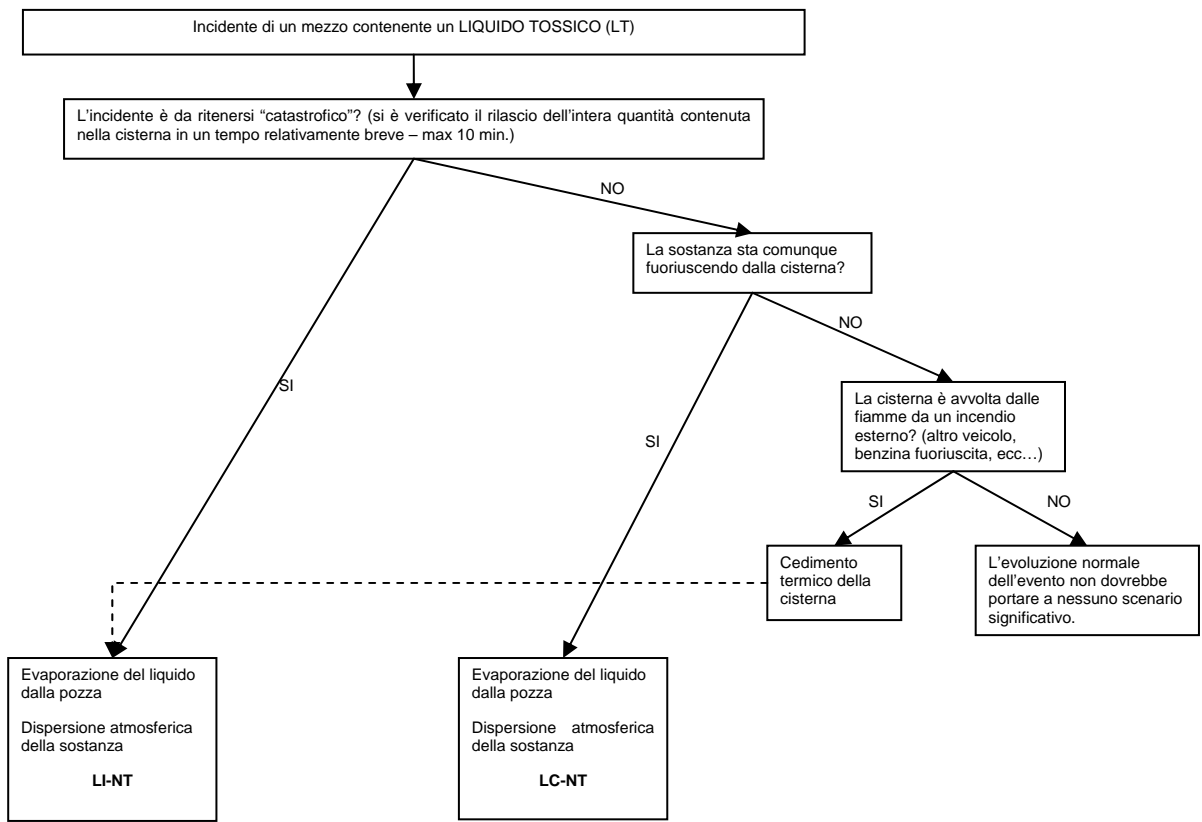 Incidente di un mezzo contenente un LIQUIDO TOSSICO (LT)
L’incidente è da ritenersi “catastrofico”? (si è verificato il rilascio dell’intera quantità contenuta
nella cisterna in un tempo relativamente breve – max 10 min.)
NO
La sostanza sta comunque
fuoriuscendo dalla cisterna?
NO
SI
La cisterna è avvolta dalle
fiamme da un incendio
esterno? (altro veicolo,
benzina fuoriuscita, ecc…)
SI
SI
NO
Cedimento
termico della
cisterna
L’evoluzione normale
dell’evento non dovrebbe
portare a nessuno scenario
significativo.
Evaporazione del liquido
dalla pozza
Dispersione atmosferica
della sostanza
LI-NT
Evaporazione del liquido
dalla pozza
Dispersione atmosferica
della sostanza
LC-NT